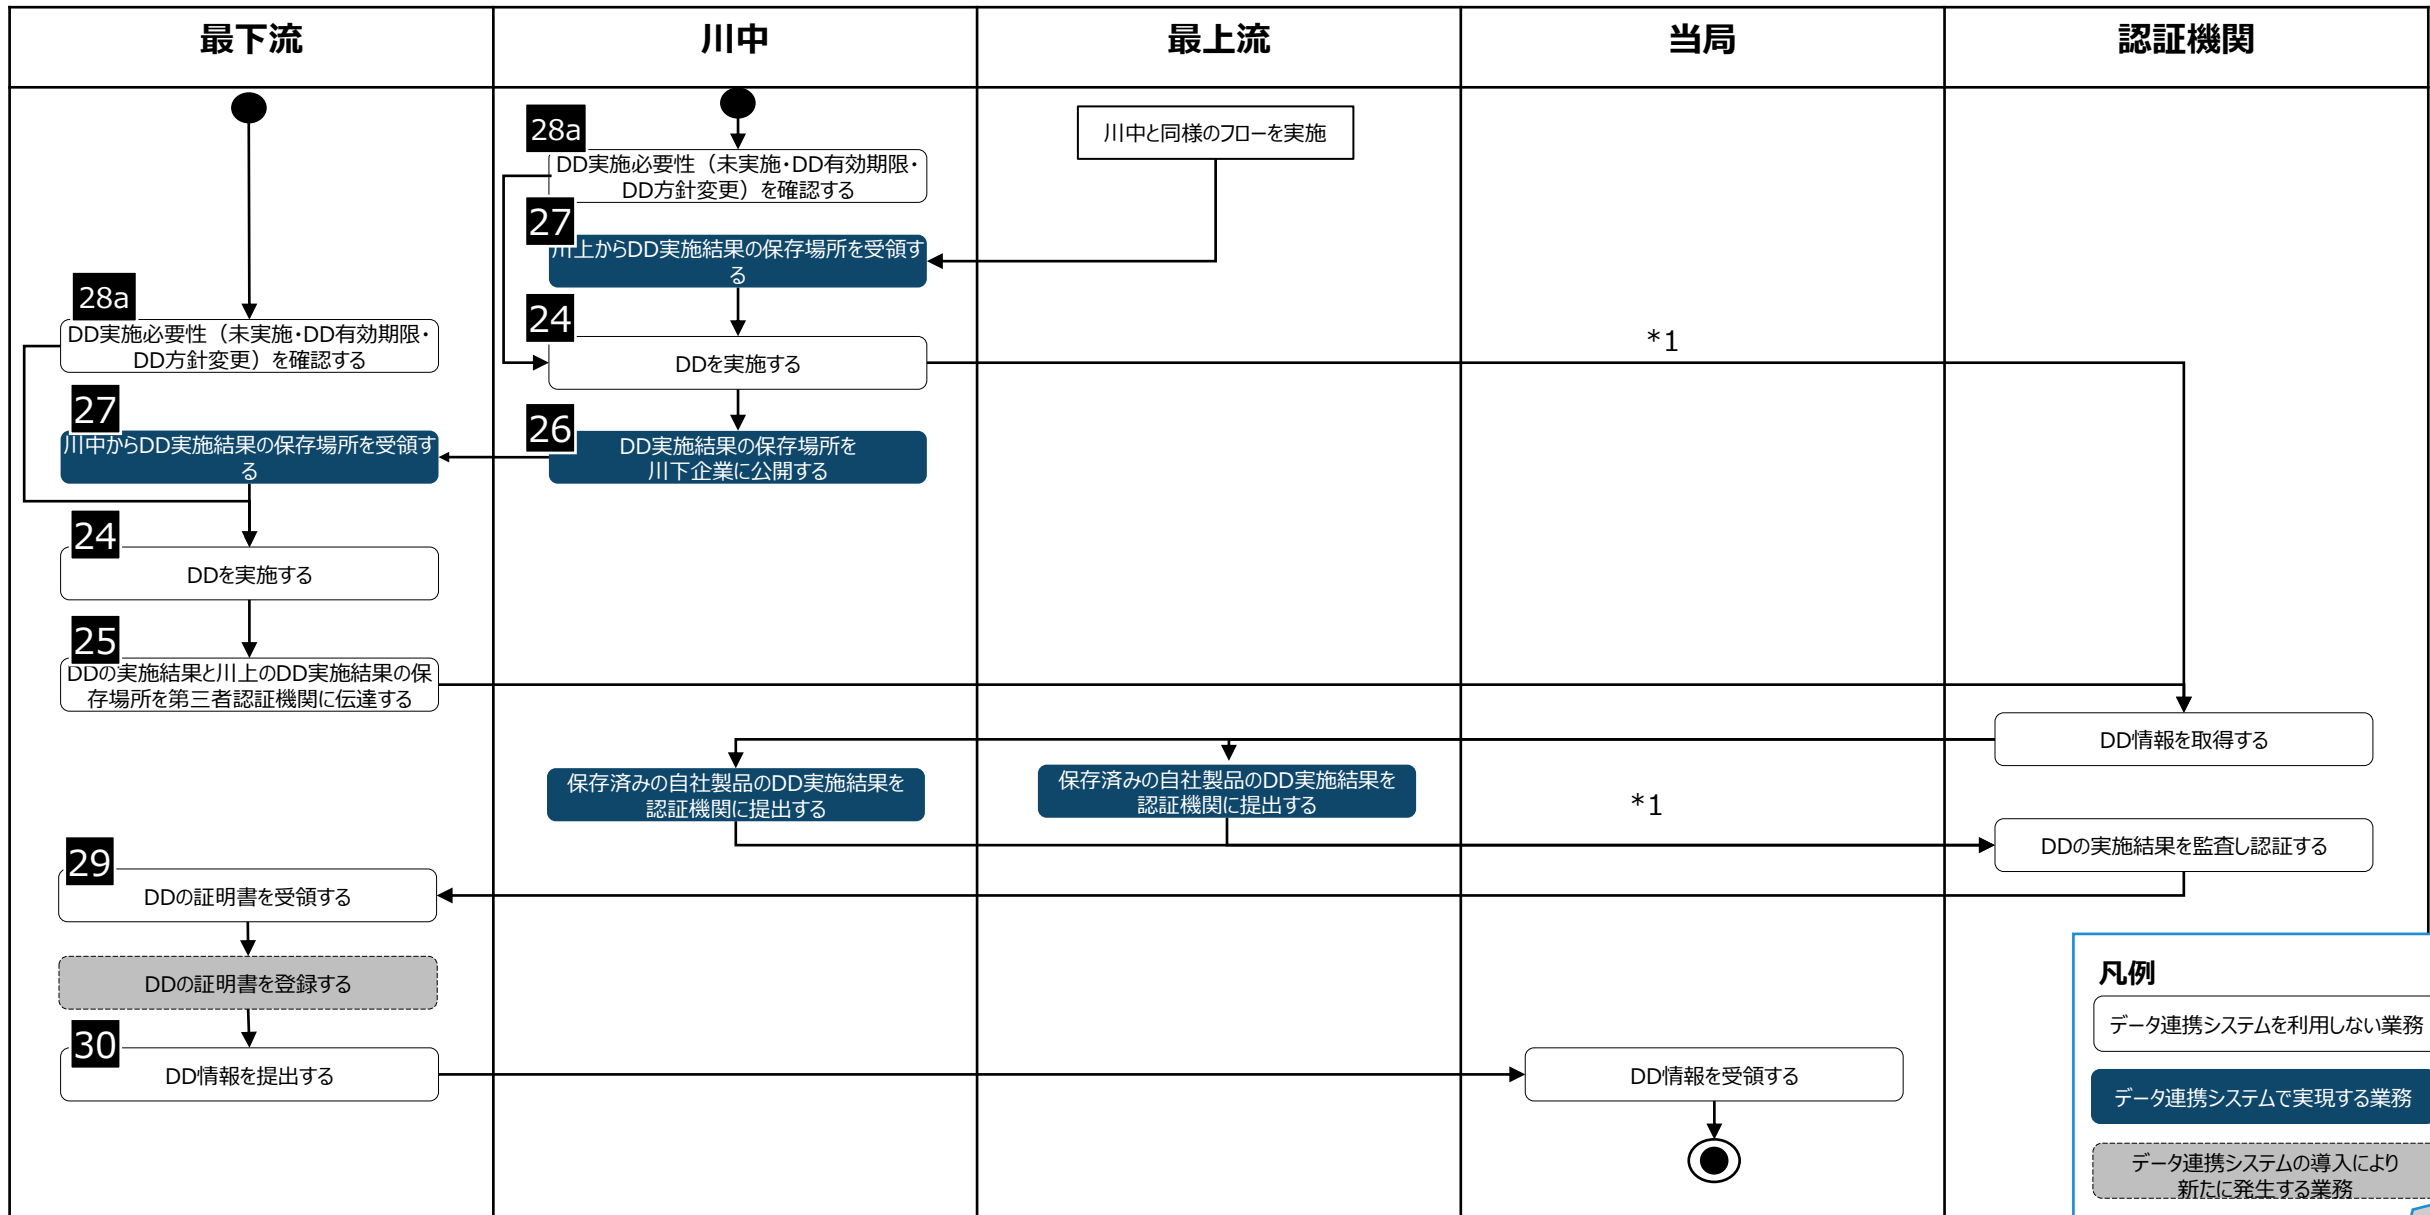 最下流
川中
最上流
当局
認証機関
28a
DD実施必要性（未実施・DD有効期限・
DD方針変更）を確認する
川中と同様のフローを実施
27
川上からDD実施結果の保存場所を受領す
る
28a
DD実施必要性（未実施・DD有効期限・
DD方針変更）を確認する
24
DDを実施する
*1
27
川中からDD実施結果の保存場所を受領す
る
26
DD実施結果の保存場所を
川下企業に公開する
24
DDを実施する
25
DDの実施結果と川上のDD実施結果の保
存場所を第三者認証機関に伝達する
DD情報を取得する
保存済みの自社製品のDD実施結果を
認証機関に提出する
保存済みの自社製品のDD実施結果を
認証機関に提出する
*1
DDの実施結果を監査し認証する
29
DDの証明書を受領する
DDの証明書を登録する
30
DD情報を提出する
DD情報を受領する
凡例
データ連携システムを利用しない業務
データ連携システムで実現する業務
データ連携システムの導入により
新たに発生する業務